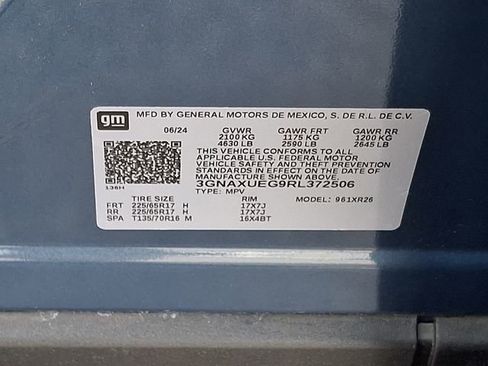 gm MFD BY GENERAL MOTORS DE MEXICO, S. DE R.L. DE C.V.
06/24 GVWR GAWR FRT GAWR RR
2100 KG 1175 KG 1200 KG
4630 LB 2590 LB 2645 LB
THIS VEHICLE CONFORMS TO ALL
APPLICABLE U.S. FEDERAL MOTOR
VEHICLE SAFETY AND THEFT PREVENTION
STANDARDS IN EFFECT ON THE DATE OF
MANUFACTURE SHOWN ABOVE.
136H 3GNAXUEG9RL372506
TYPE: MPV
TIRE SIZE RIM MODEL: 961XR26
FRT 225/65R17 H 17X7J
RR 225/65R17 H 17X7J
SPA T135/70R16 M 16X4BT